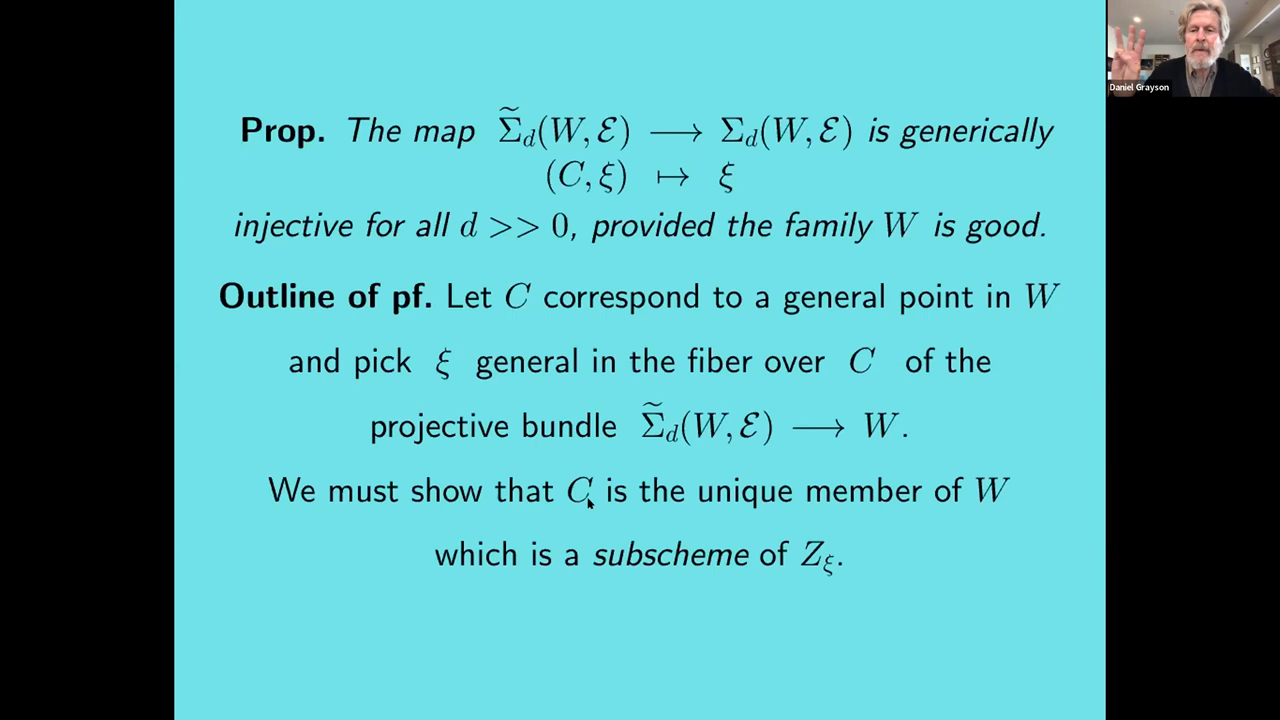 Prop. The map Σ̃_d(W, ℰ) ⟶ Σ_d(W, ℰ) is generically
(C, ξ) ↦ ξ
injective for all d >> 0, provided the family W is good.
Outline of pf. Let C correspond to a general point in W
and pick ξ general in the fiber over C of the
projective bundle Σ̃_d(W, ℰ) ⟶ W.
We must show that C is the unique member of W
which is a subscheme of Z_ξ.
Daniel Grayson